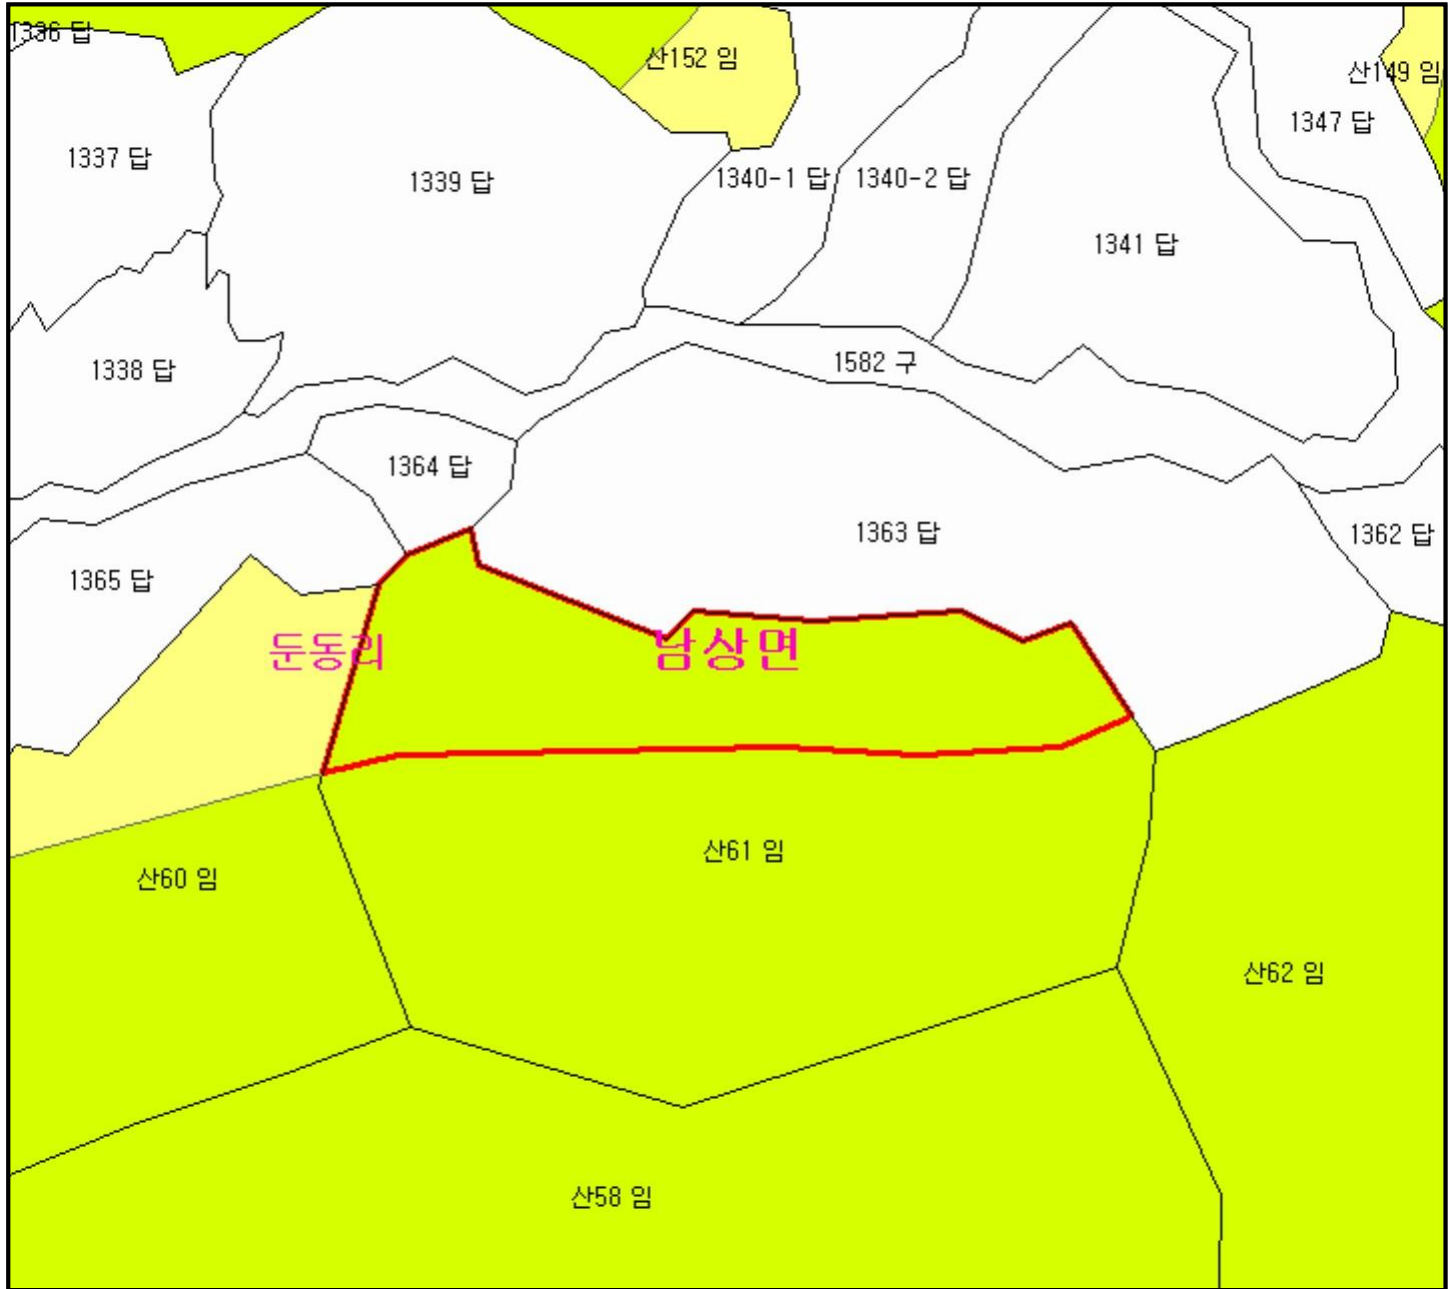 1336 답
산152 임
산149 임
1347 답
1337 답
1339 답
1340-1 답
1340-2 답
1341 답
1338 답
1582 구
1364 답
1363 답
1362 답
1365 답
둔동리
남상면
산61 임
산60 임
산62 임
산58 임